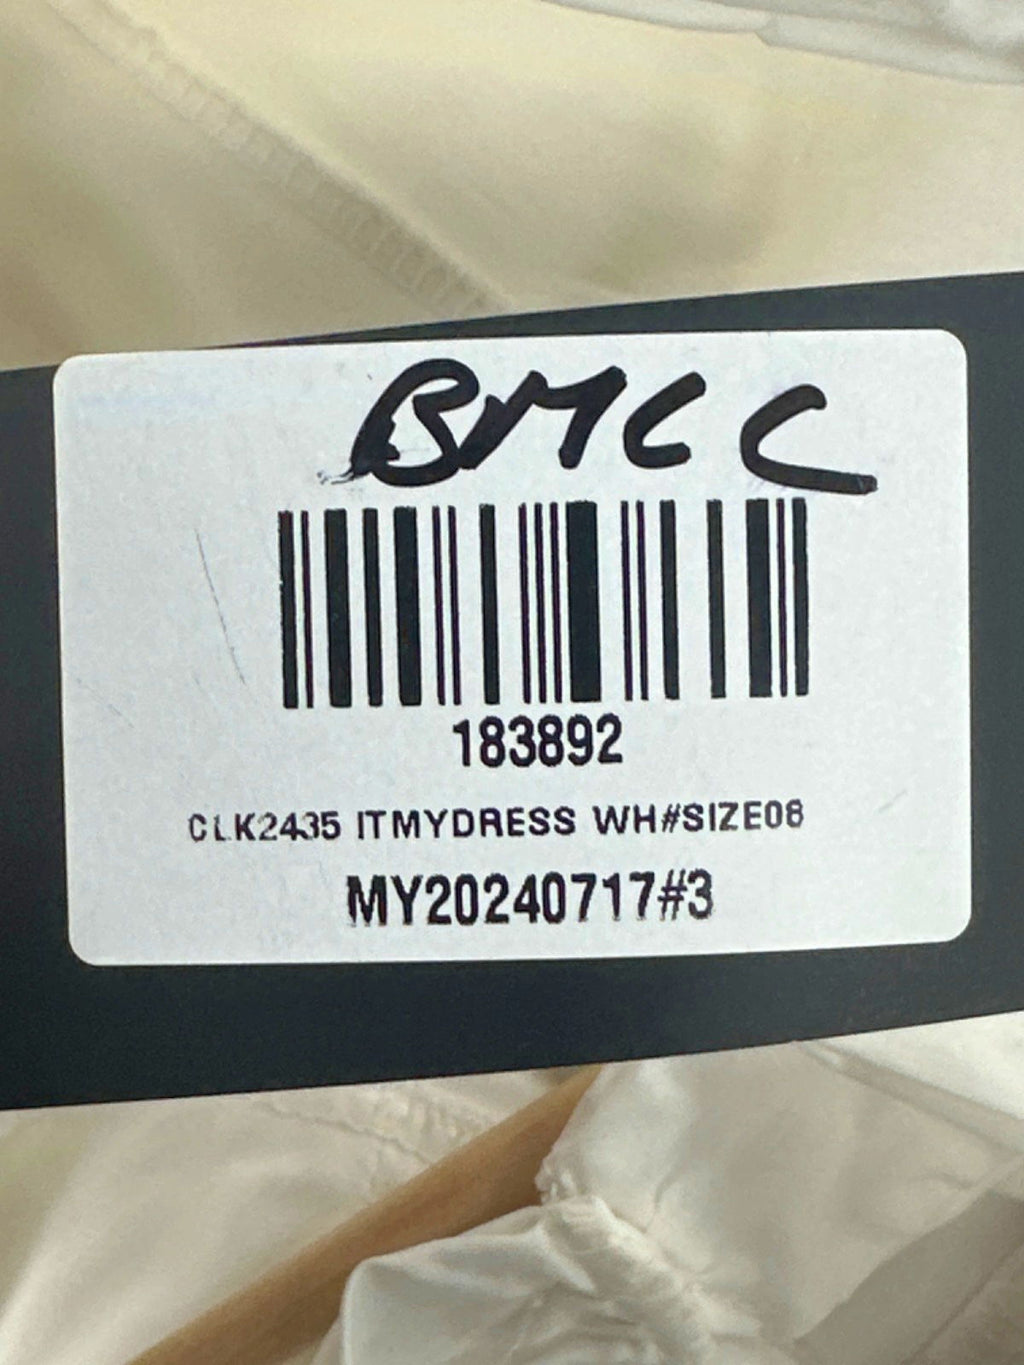 BMCC
183892
CLK2435 ITMYDRESS WH#SIZE08
MY20240717#3